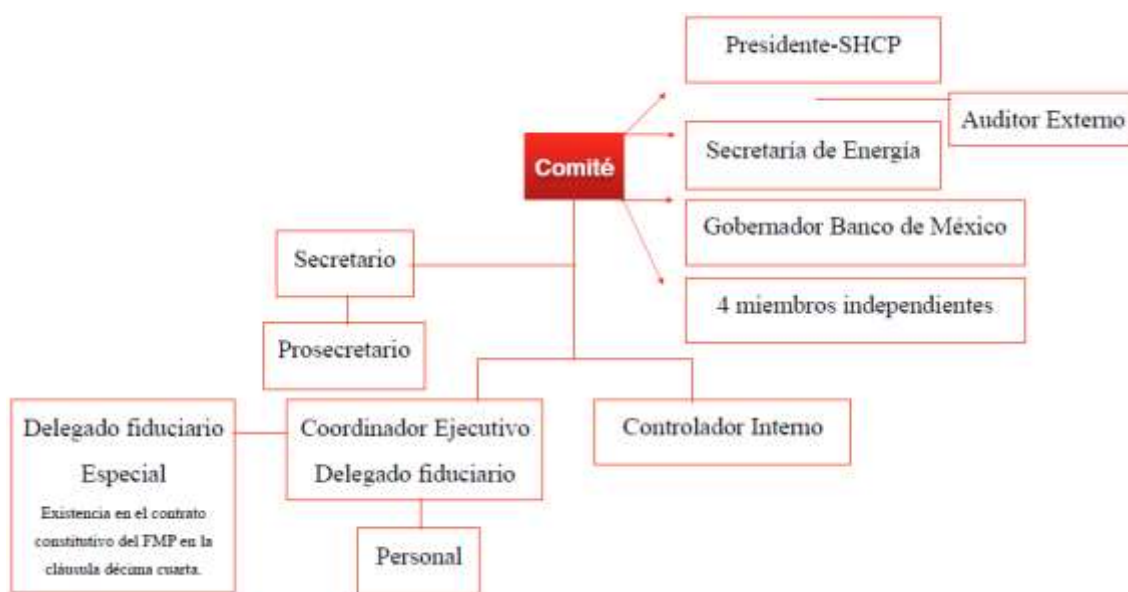 Presidente-SHCP
Auditor Externo
Comité
Secretaría de Energía
Gobernador Banco de México
Secretario
4 miembros independientes
Prosecretario
Delegado fiduciario
Especial
Existencia en el contrato
constitutivo del FMP en la
cláusula décima cuarta.
Coordinador Ejecutivo
Delegado fiduciario
Controlador Interno
Personal